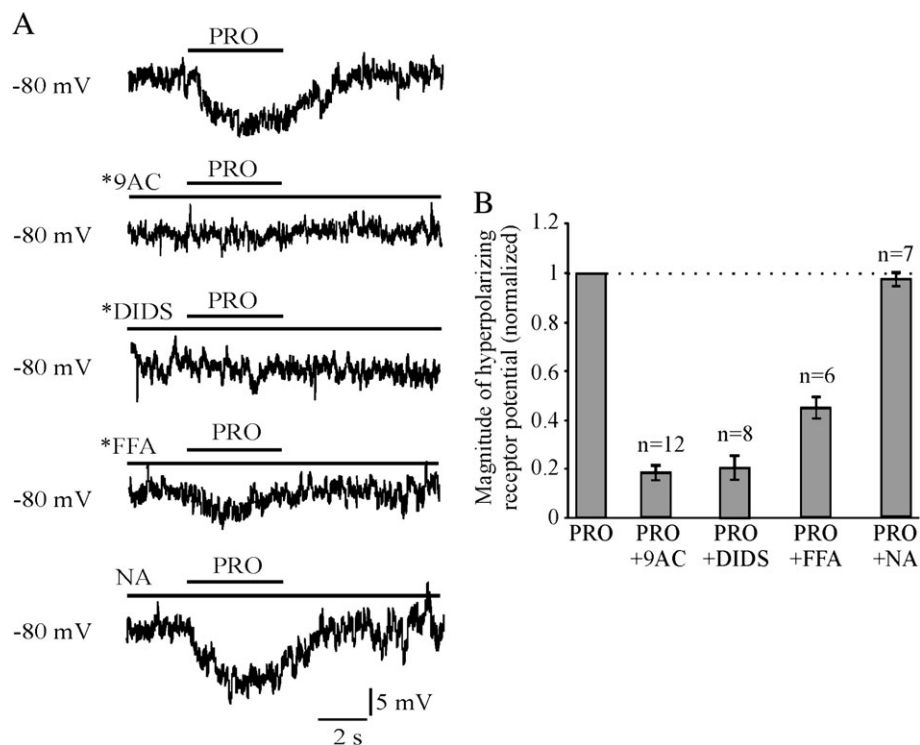 A
PRO
-80 mV
PRO
*9AC
-80 mV
PRO
*DIDS
-80 mV
PRO
*FFA
-80 mV
PRO
NA
-80 mV
5 mV
2 s
B
Magnitude of hyperpolarizing
receptor potential (normalized)
1.2
1
0.8
0.6
0.4
0.2
0
n=12
n=8
n=6
n=7
PRO
PRO
+9AC
PRO
+DIDS
PRO
+FFA
PRO
+NA